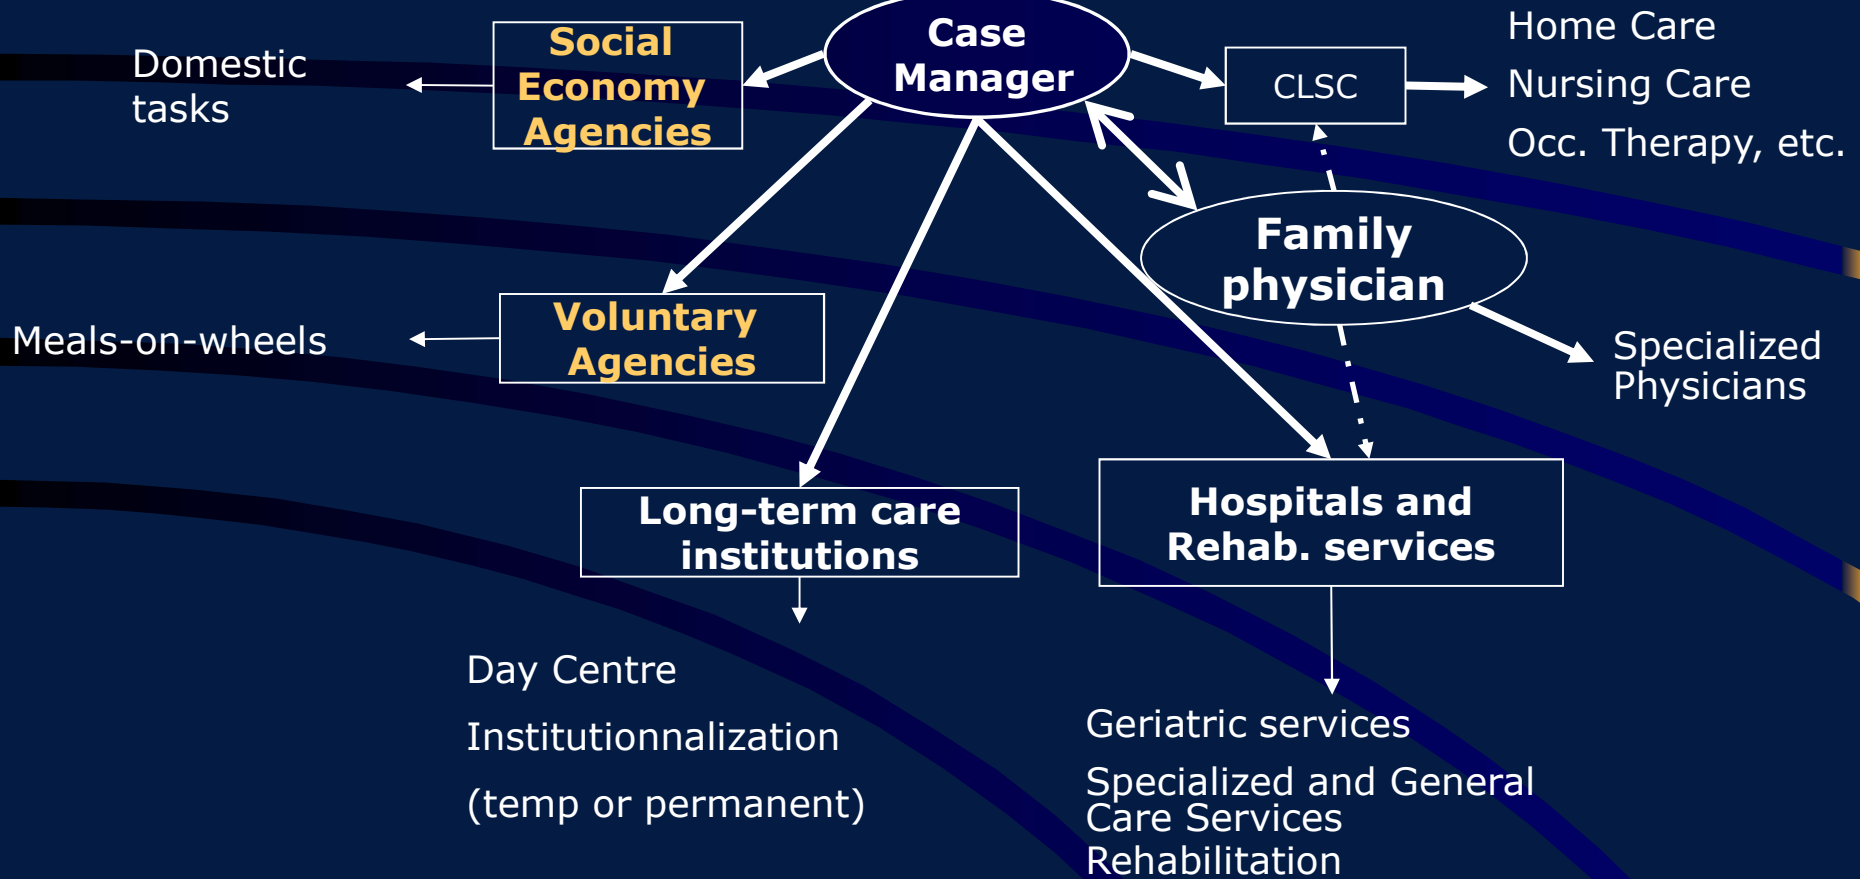 Case
Manager
Social
Economy
Agencies
Domestic
tasks
CLSC
Home Care
Nursing Care
Occ. Therapy, etc.
Family
physician
Specialized
Physicians
Voluntary
Agencies
Meals-on-wheels
Long-term care
institutions
Day Centre
Institutionnalization
(temp or permanent)
Hospitals and
Rehab. services
Geriatric services
Specialized and General
Care Services
Rehabilitation